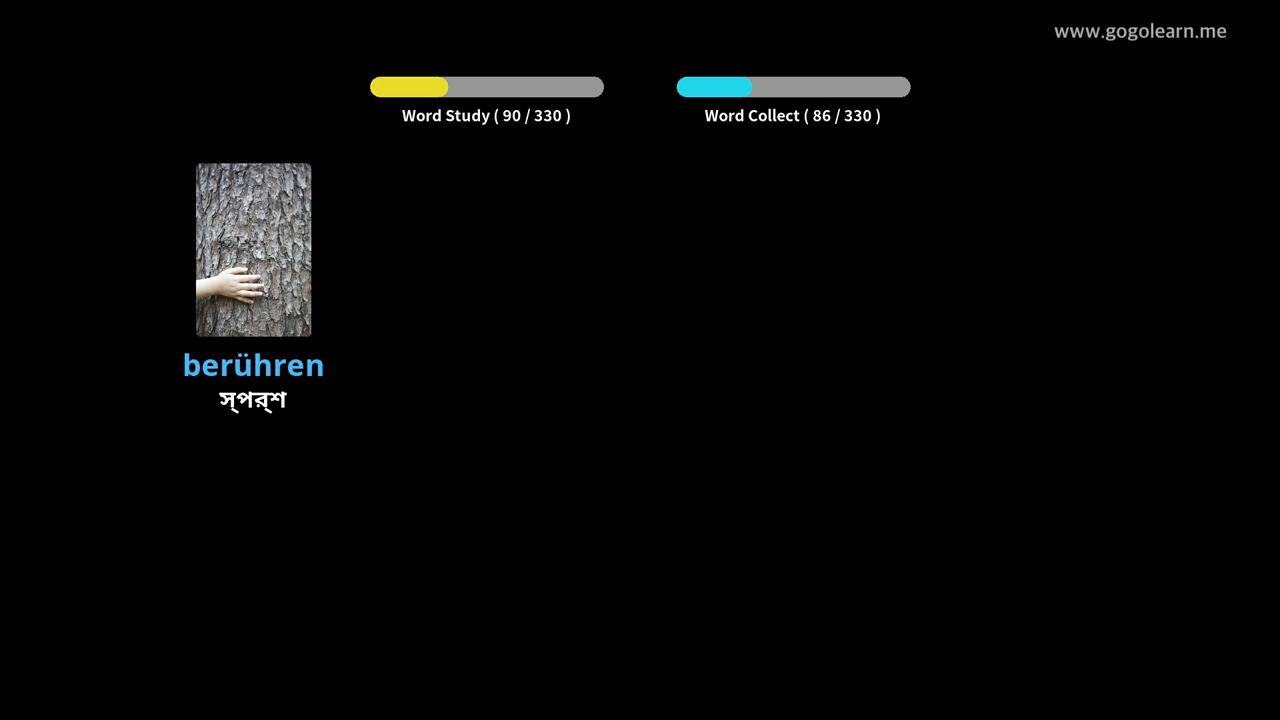 www.gogolearn.me
Word Study ( 90 / 330 )
Word Collect ( 86 / 330 )
berühren
স্পর্শ